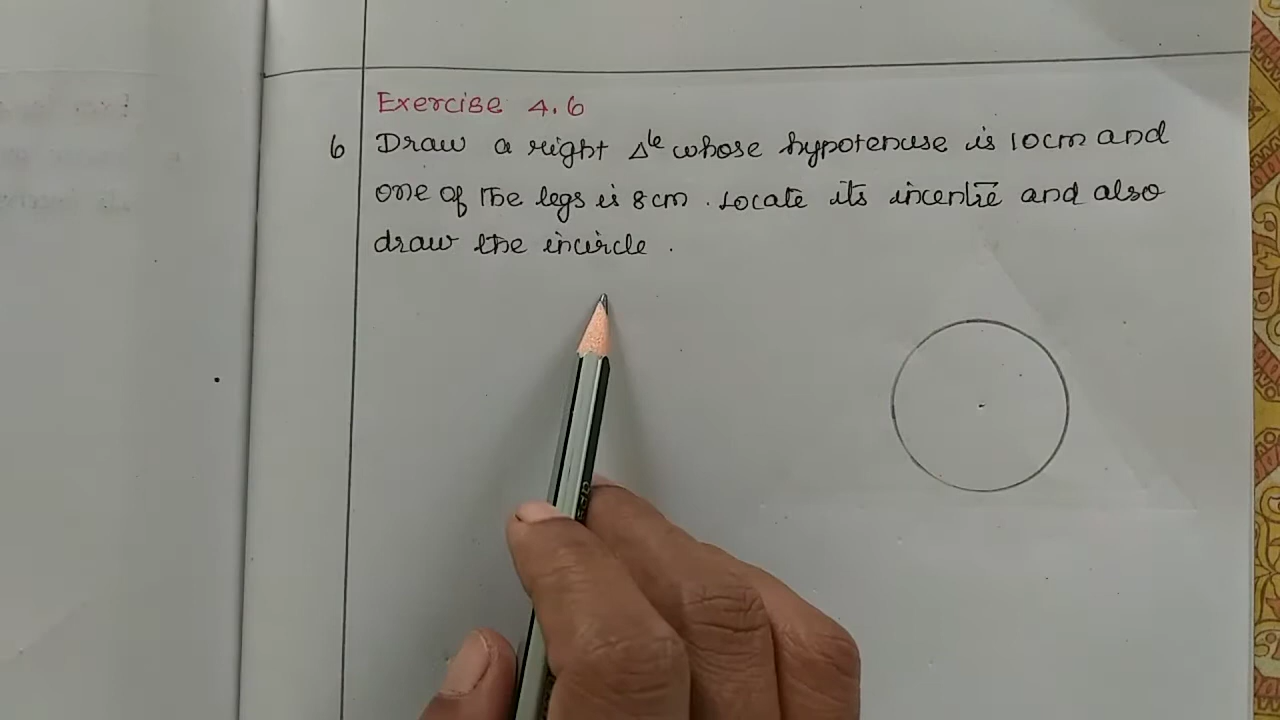 Exercise 4.6
6 Draw a right Δle whose hypotenuse is 10cm and
one of the legs is 8cm. Locate its incentre and also
draw the incircle.